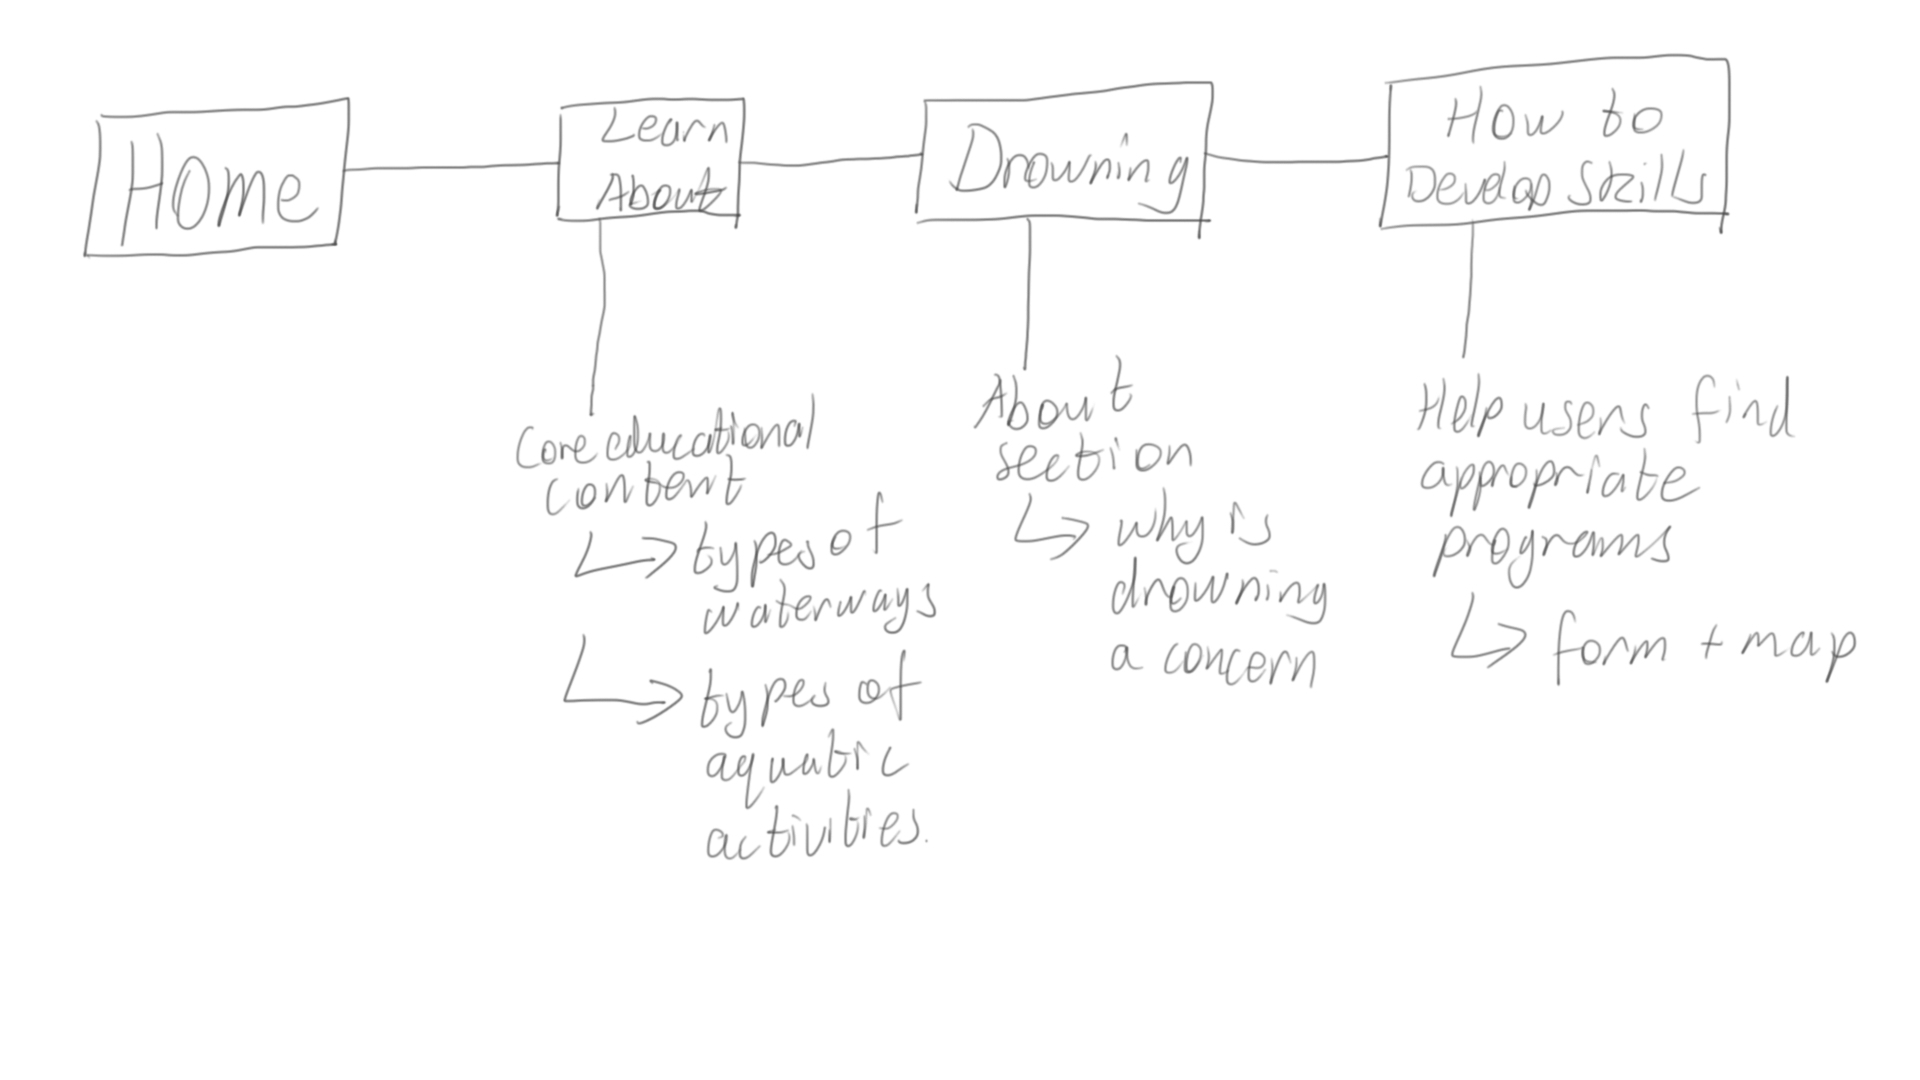 Home
Learn
About
Drowning
How to
Develop Skills
Core educational
content
types of
waterways
types of
aquatic
activities.
About
section
why is
drowning
a concern
Help users find
appropriate
programs
form + map